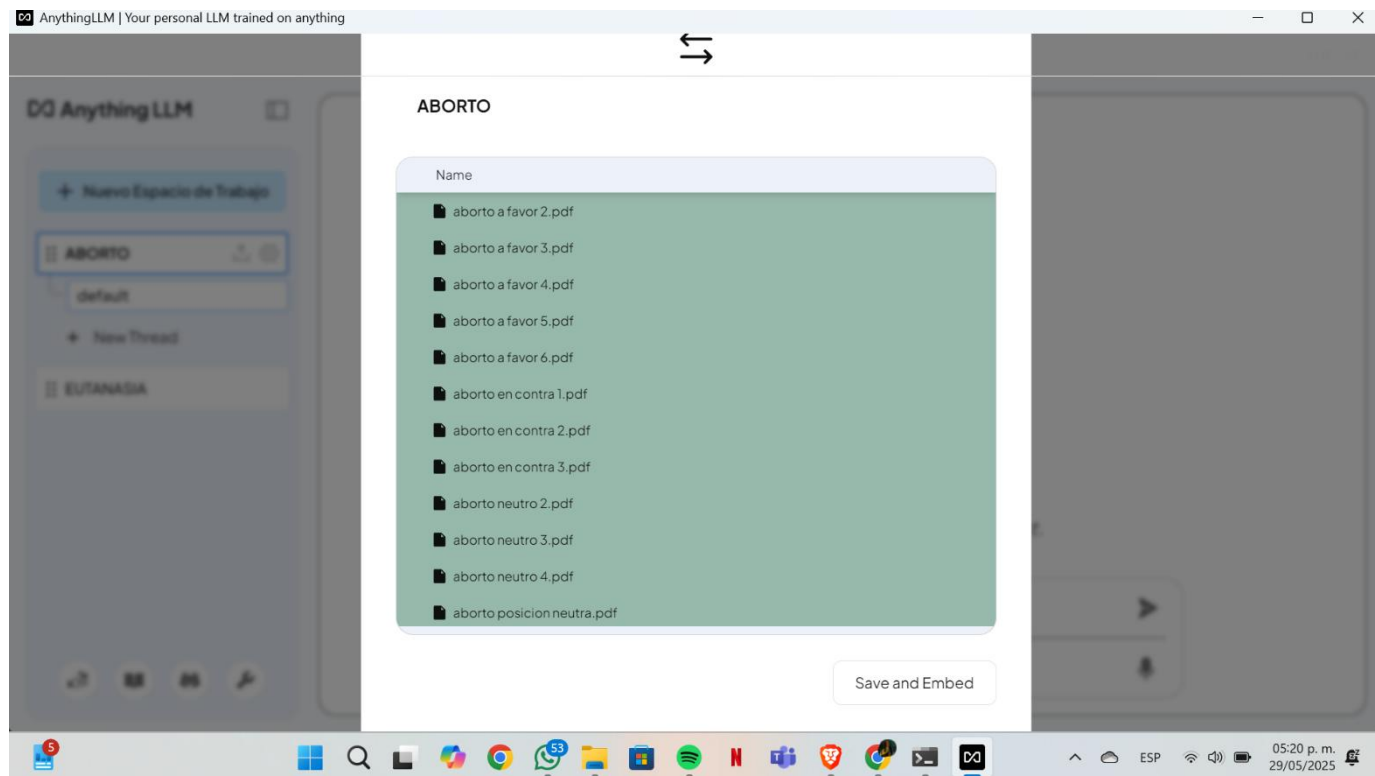 AnythingLLM | Your personal LLM trained on anything
Anything LLM
ABORTO
+ Nuevo Espacio de Trabajo
Name
aborto a favor 2.pdf
aborto a favor 3.pdf
ABORTO
aborto a favor 4.pdf
default
aborto a favor 5.pdf
+ New Thread
aborto a favor 6.pdf
EUTANASIA
aborto en contra 1.pdf
aborto en contra 2.pdf
aborto en contra 3.pdf
aborto neutro 2.pdf
aborto neutro 3.pdf
aborto neutro 4.pdf
aborto posicion neutra.pdf
Save and Embed
5
53
N
ESP
05:20 p. m.
29/05/2025